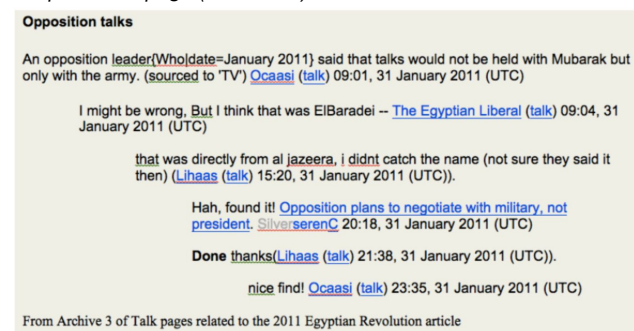 Opposition talks
An opposition leader{Who|date=January 2011} said that talks would not be held with Mubarak but
only with the army. (sourced to 'TV') Ocaasi (talk) 09:01, 31 January 2011 (UTC)
I might be wrong, But I think that was ElBaradei -- The Egyptian Liberal (talk) 09:04, 31
January 2011 (UTC)
that was directly from al jazeera, i didnt catch the name (not sure they said it
then) (Lihaas (talk) 15:20, 31 January 2011 (UTC)).
Hah, found it! Opposition plans to negotiate with military, not
president. SilverserenC 20:18, 31 January 2011 (UTC)
Done thanks(Lihaas (talk) 21:38, 31 January 2011 (UTC)).
nice find! Ocaasi (talk) 23:35, 31 January 2011 (UTC)
From Archive 3 of Talk pages related to the 2011 Egyptian Revolution article